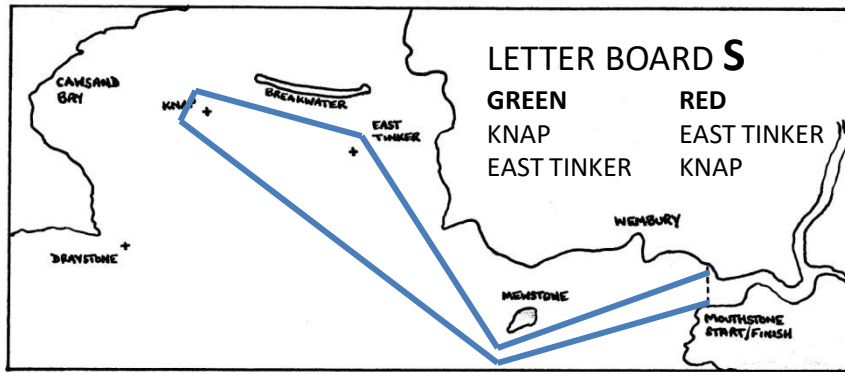 LETTER BOARD S
GREEN RED
KNAP EAST TINKER
EAST TINKER KNAP
CAWSAND
BAY
KNAP
BREAKWATER
EAST
TINKER
WEMBURY
DRAYSTONE
MEWSTONE
MOUTHSTONE
START/FINISH